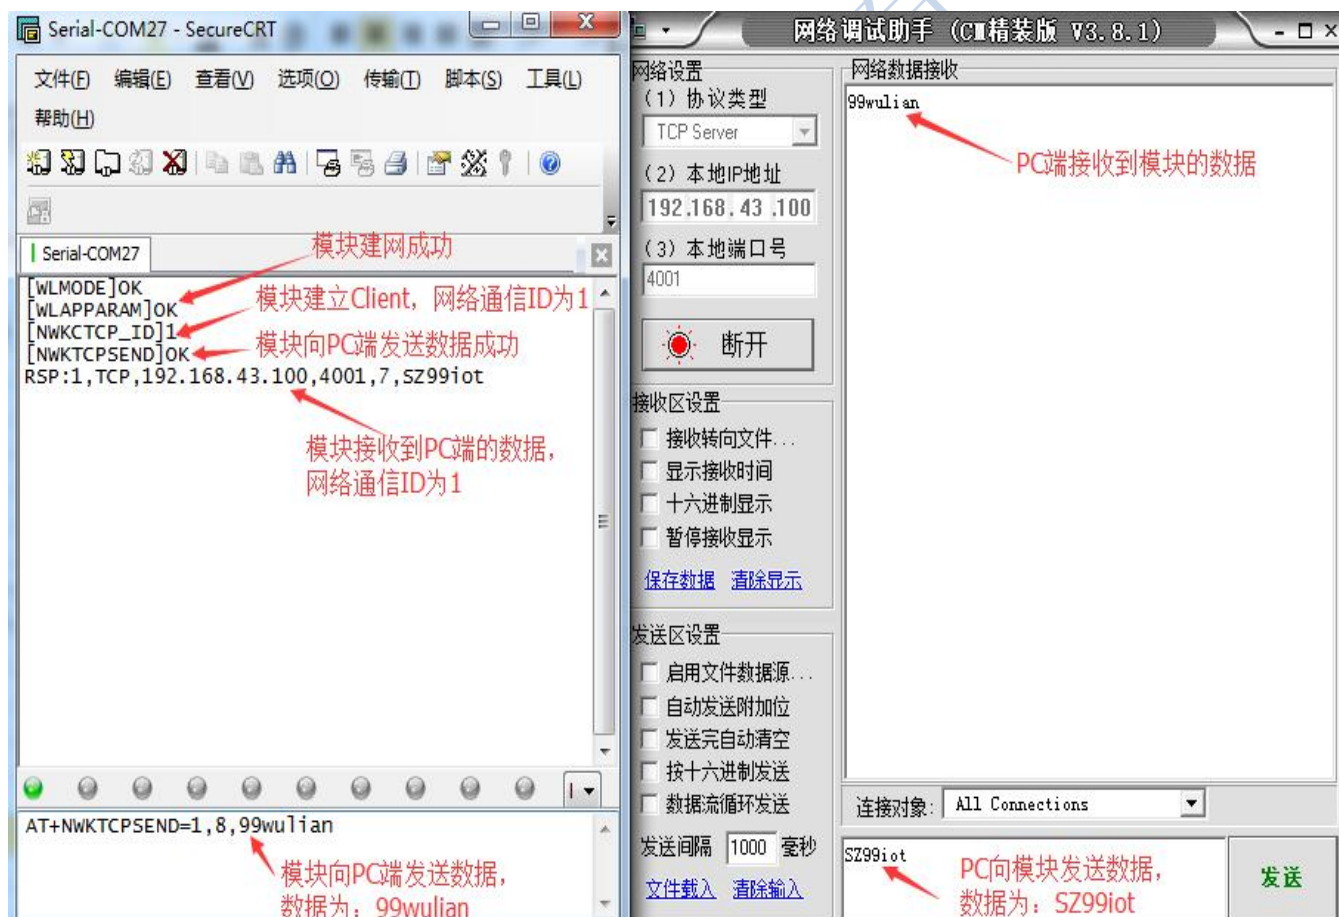 Serial-COM27 - SecureCRT
文件(F) 编辑(E) 查看(V) 选项(O) 传输(T) 脚本(S) 工具(L)
帮助(H)
Serial-COM27
模块建网成功
[WLMODE]OK
[WLAPPARAM]OK
模块建立Client，网络通信ID为1
[NWKCTCP_ID]1
[NWKTCPSEND]OK
模块向PC端发送数据成功
RSP:1,TCP,192.168.43.100,4001,7,SZ99iot
模块接收到PC端的数据，
网络通信ID为1
AT+NWKTCPSEND=1,8,99wulian
模块向PC端发送数据，
数据为：99wulian
网络调试助手 (CM精装版 V3.8.1)
网络设置
(1) 协议类型
TCP Server
(2) 本地IP地址
192.168.43.100
(3) 本地端口号
4001
断开
接收区设置
接收转向文件...
显示接收时间
十六进制显示
暂停接收显示
保存数据 清除显示
发送区设置
启用文件数据源...
自动发送附加位
发送完自动清空
按十六进制发送
数据流循环发送
发送间隔 1000 毫秒
文件载入 清除输入
网络数据接收
99wulian
PC端接收到模块的数据
连接对象: All Connections
SZ99iot
PC向模块发送数据，
数据为：SZ99iot
发送